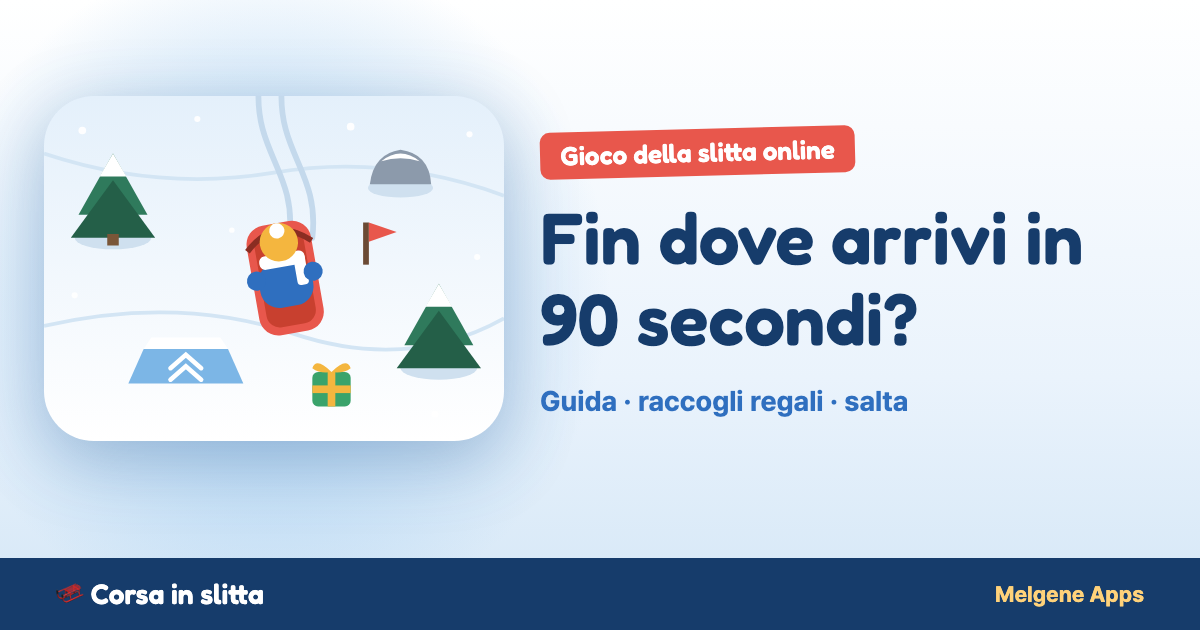 Gioco della slitta online
Fin dove arrivi in
90 secondi?
Guida · raccogli regali · salta
Corsa in slitta
Melgene Apps